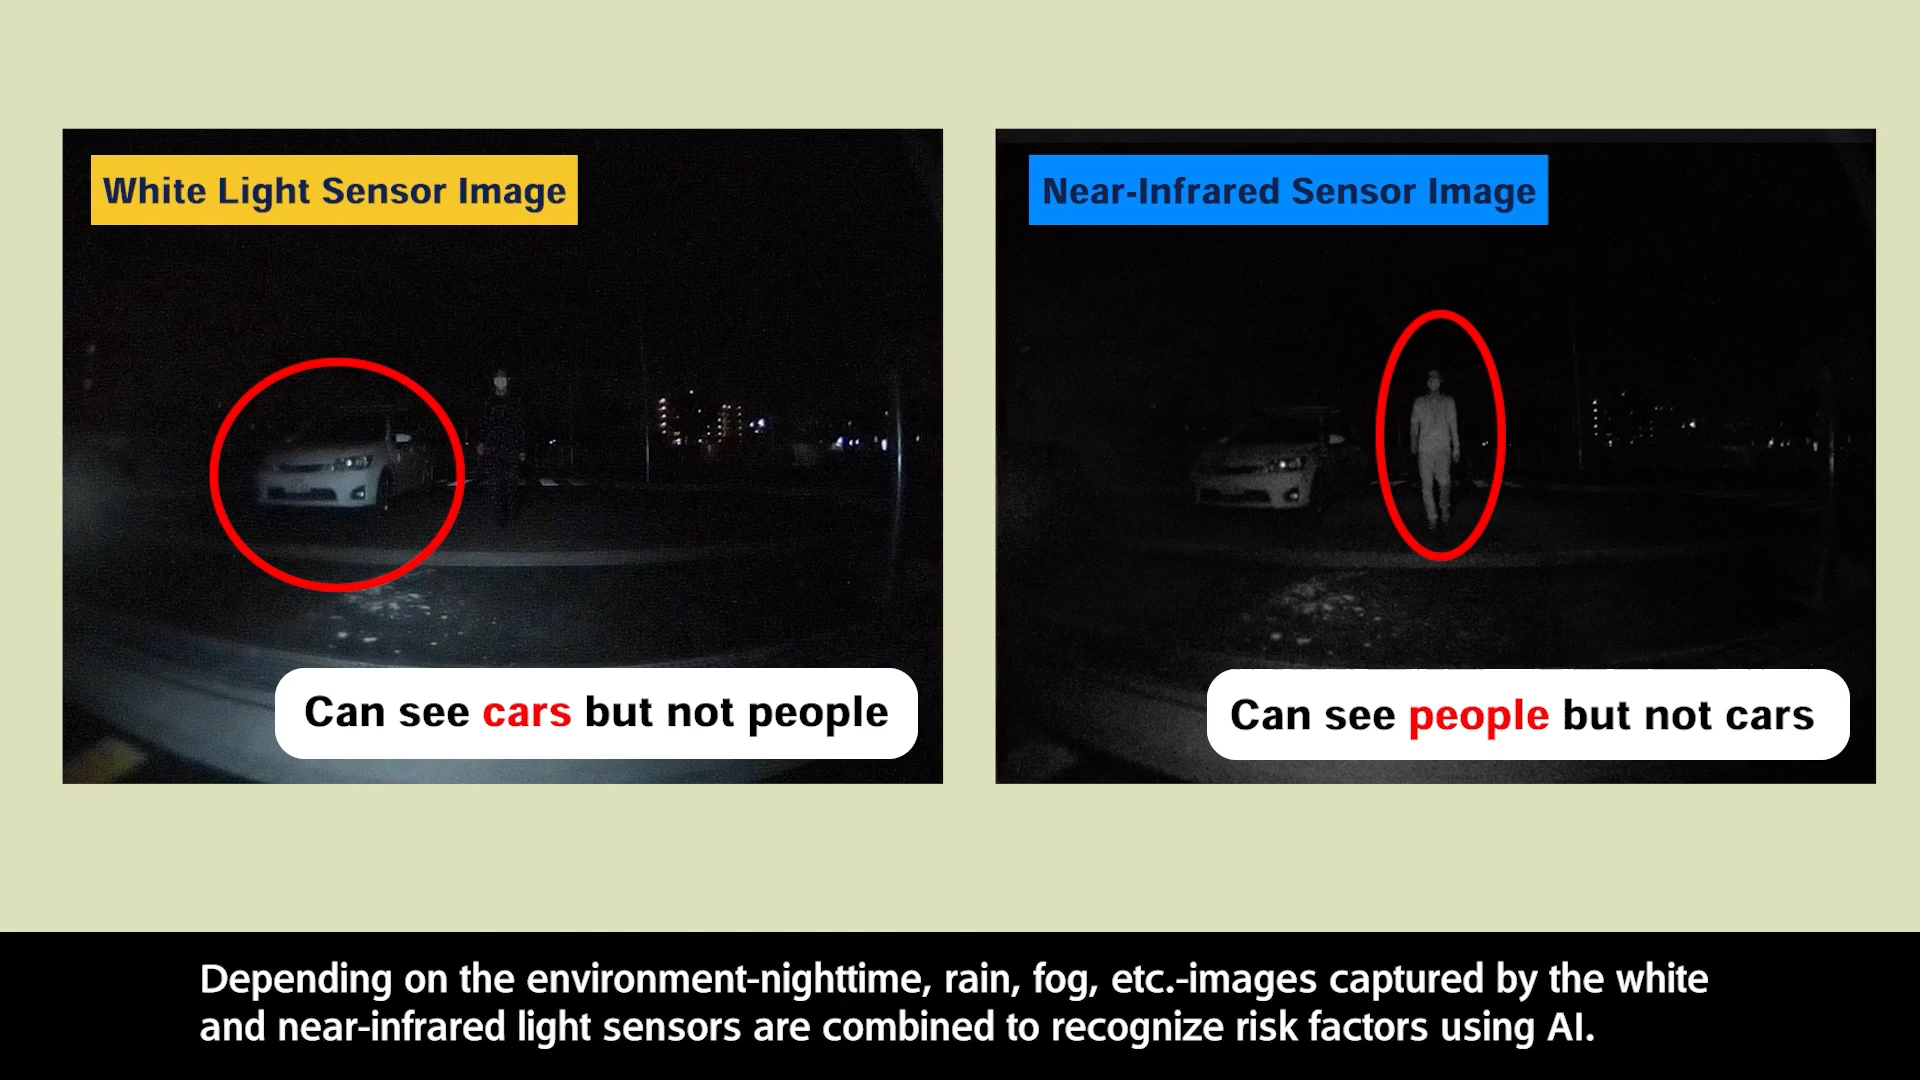 White Light Sensor Image
Near-Infrared Sensor Image
Can see cars but not people
Can see people but not cars
Depending on the environment-nighttime, rain, fog, etc.-images captured by the white
and near-infrared light sensors are combined to recognize risk factors using AI.